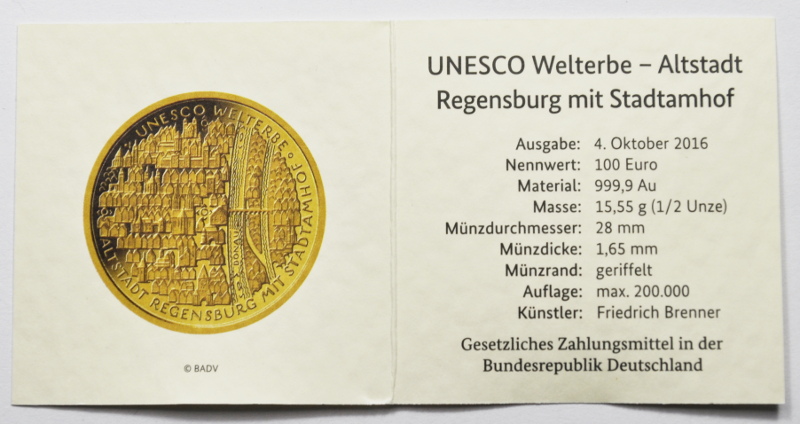 UNESCO WELTERBE
ALTSTADT REGENSBURG MIT STADTAMHOF
DONAU
© BADV
UNESCO Welterbe – Altstadt
Regensburg mit Stadtamhof
Ausgabe: 4. Oktober 2016
Nennwert: 100 Euro
Material: 999,9 Au
Masse: 15,55 g (1/2 Unze)
Münzdurchmesser: 28 mm
Münzdicke: 1,65 mm
Münzrand: geriffelt
Auflage: max. 200.000
Künstler: Friedrich Brenner
Gesetzliches Zahlungsmittel in der
Bundesrepublik Deutschland